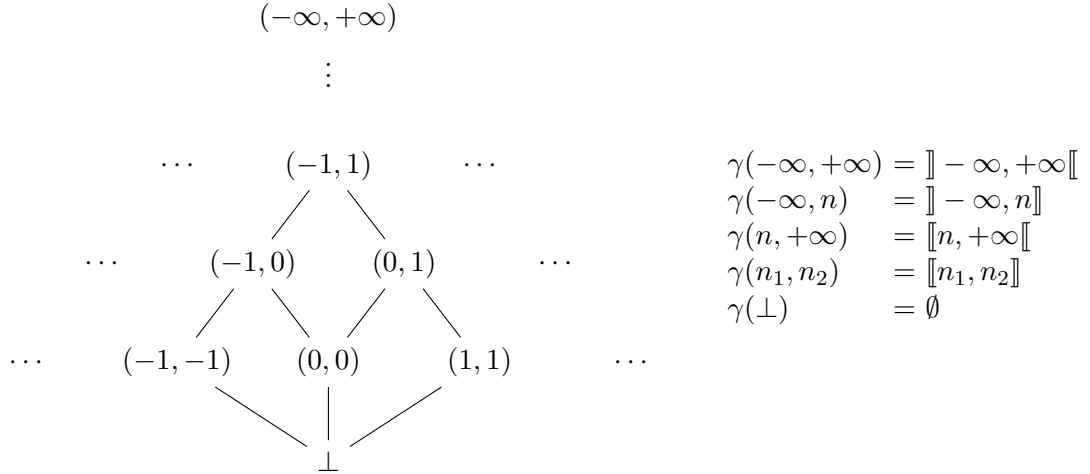 (−∞, +∞)
⋮
⋯ (−1, 1) ⋯
⋯ (−1, 0) (0, 1) ⋯
⋯ (−1, −1) (0, 0) (1, 1) ⋯
⊥
γ(−∞, +∞) = ⟧ − ∞, +∞⟦
γ(−∞, n) = ⟧ − ∞, n⟧
γ(n, +∞) = ⟦n, +∞⟦
γ(n₁, n₂) = ⟦n₁, n₂⟧
γ(⊥) = ∅